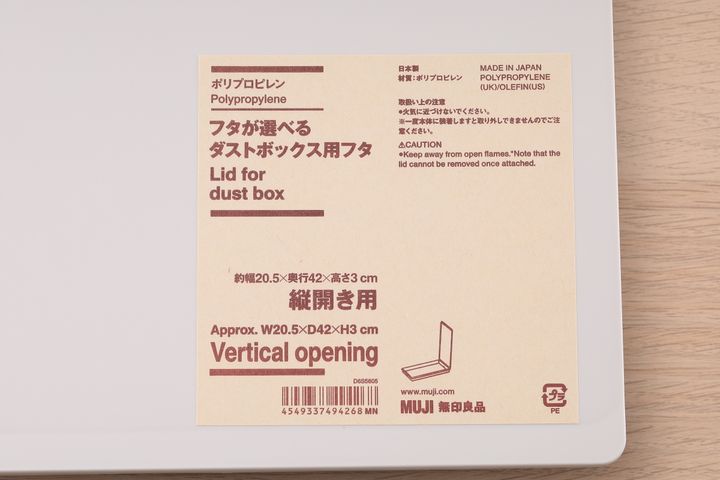 ポリプロピレン
Polypropylene
フタが選べる
ダストボックス用フタ
Lid for
dust box
約幅20.5×奥行42×高さ3 cm
縦開き用
Approx. W20.5×D42×H3 cm
Vertical opening
D6S5605
4549337494268 MN
日本製
材質:ポリプロピレン
MADE IN JAPAN
POLYPROPYLENE
(UK)/OLEFIN(US)
取扱い上の注意
●火気に近づけないでください。
※一度本体に装着しますと取り外しできませんのでご注
意ください。
⚠CAUTION
●Keep away from open flames.*Note that the
lid cannot be removed once attached.
www.muji.com
MUJI 無印良品
プラ
PE